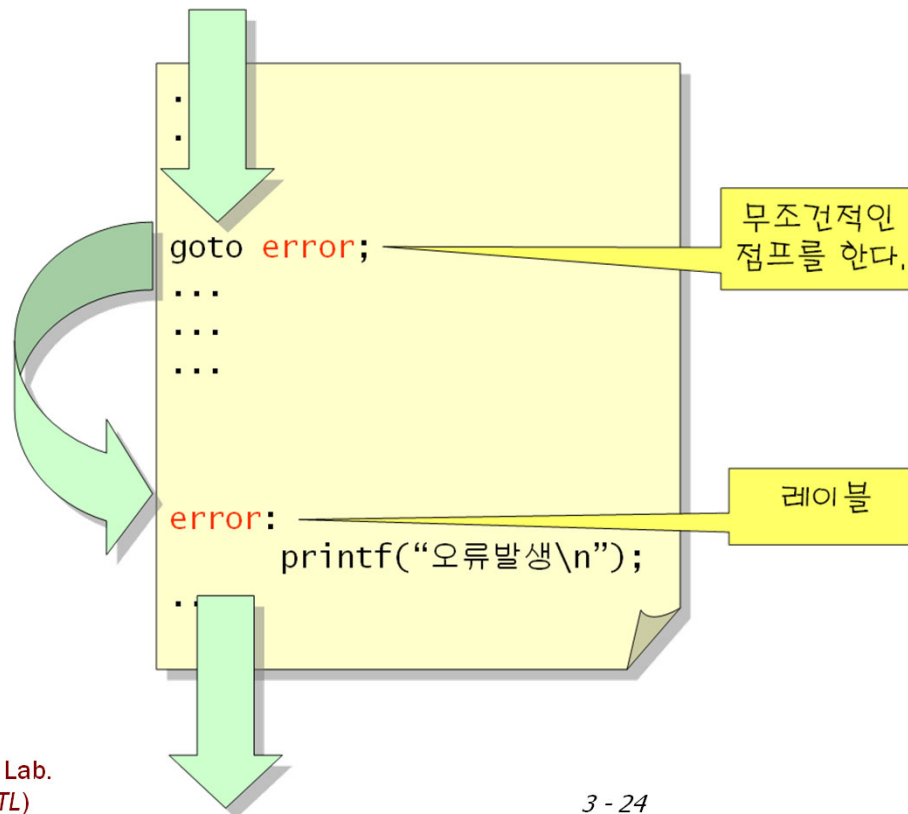 .
.
goto error;
무조건적인
점프를 한다.
...
...
...
error:
레이블
printf(“오류발생\n”);
..
Lab.
TL)
3 - 24